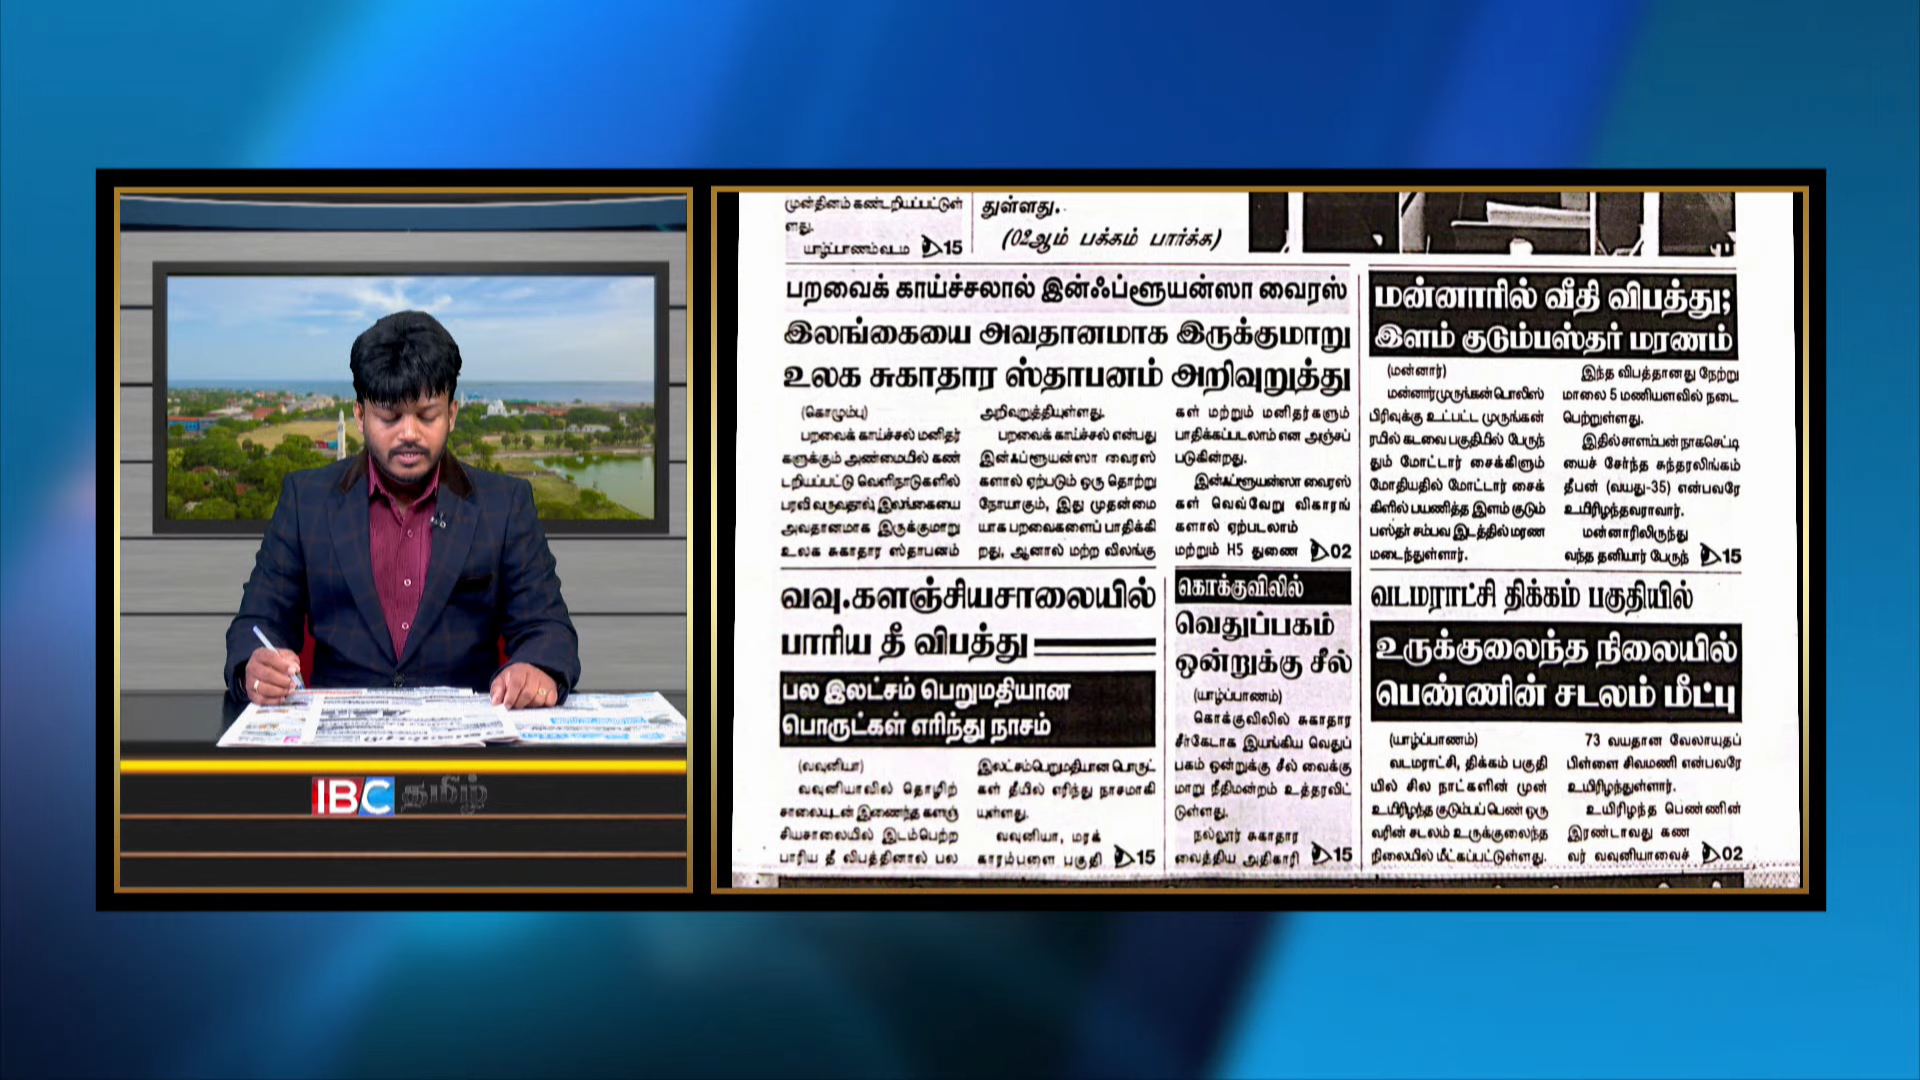 முன்தினம் கண்டறியப்பட்டுள்
ளது.
யாழ்ப்பாணம் வடம 15
துள்ளது.
(02ஆம் பக்கம் பார்க்க)
பறவைக் காய்ச்சலால் இன்ஃப்ளூயன்ஸா வைரஸ்
இலங்கையை அவதானமாக இருக்குமாறு
உலக சுகாதார ஸ்தாபனம் அறிவுறுத்து
(கொழும்பு)
பறவைக் காய்ச்சல் மனிதர்
களுக்கும் அண்மையில் கண்
டறியப்பட்டு வெளிநாடுகளில்
பரவி வருவதால் இலங்கையை
அவதானமாக இருக்குமாறு
உலக சுகாதார ஸ்தாபனம்
அறிவுறுத்தியுள்ளது.
பறவைக் காய்ச்சல் என்பது
இன்ஃப்ளூயன்ஸா வைரஸ்
களால் ஏற்படும் ஒரு தொற்று
நோயாகும், இது முதன்மை
யாக பறவைகளைப் பாதிக்கி
றது, ஆனால் மற்ற விலங்கு
கள் மற்றும் மனிதர்களும்
பாதிக்கப்படலாம் என அஞ்சப்
படுகின்றது.
இன்ஃப்ளூயன்ஸா வைரஸ்
கள் வெவ்வேறு விகாரங்
களால் ஏற்படலாம்
மற்றும் H5 துணை 02
மன்னாரில் வீதி விபத்து;
இளம் குடும்பஸ்தர் மரணம்
(மன்னார்)
மன்னார் முருங்கன் பொலிஸ்
பிரிவுக்கு உட்பட்ட முருங்கன்
ரயில் கடவை பகுதியில் பேருந்
தும் மோட்டார் சைக்கிளும்
மோதியதில் மோட்டார் சைக்
கிளில் பயணித்த இளம் குடும்
பஸ்தர் சம்பவ இடத்தில் மரண
மடைந்துள்ளார்.
இந்த விபத்தானது நேற்று
மாலை 5 மணியளவில் நடை
பெற்றுள்ளது.
இதில் சாளம்பன் நாகசெட்டி
யைச் சேர்ந்த சுந்தரலிங்கம்
தீபன் (வயது-35) என்பவரே
உயிரிழந்தவராவார்.
மன்னாரிலிருந்து
வந்த தனியார் பேருந் 15
வவு.களஞ்சியசாலையில்
பாரிய தீ விபத்து
பல இலட்சம் பெறுமதியான
பொருட்கள் எரிந்து நாசம்
(வவுனியா)
வவுனியாவில் தொழிற்
சாலையுடன் இணைந்த களஞ்
சியசாலையில் இடம்பெற்ற
பாரிய தீ விபத்தினால் பல
இலட்சம் பெறுமதியான பொருட்
கள் தீயில் எரிந்து நாசமாகி
யுள்ளது.
வவுனியா, மரக்
காரம்பளை பகுதி 15
கொக்குவிலில்
வெதுப்பகம்
ஒன்றுக்கு சீல்
(யாழ்ப்பாணம்)
கொக்குவிலில் சுகாதார
சீர்கேடாக இயங்கிய வெதுப்
பகம் ஒன்றுக்கு சீல் வைக்கு
மாறு நீதிமன்றம் உத்தரவிட்
டுள்ளது.
நல்லூர் சுகாதார
வைத்திய அதிகாரி 15
வடமராட்சி திக்கம் பகுதியில்
உருக்குலைந்த நிலையில்
பெண்ணின் சடலம் மீட்பு
(யாழ்ப்பாணம்)
வடமராட்சி, திக்கம் பகுதி
யில் சில நாட்களின் முன்
உயிரிழந்த குடும்பப் பெண் ஒரு
வரின் சடலம் உருக்குலைந்த
நிலையில் மீட்கப்பட்டுள்ளது.
73 வயதான வேலாயுதப்
பிள்ளை சிவமணி என்பவரே
உயிரிழந்துள்ளார்.
உயிரிழந்த பெண்ணின்
இரண்டாவது கண
வர் வவுனியாவைச் 02
IBC தமிழ்